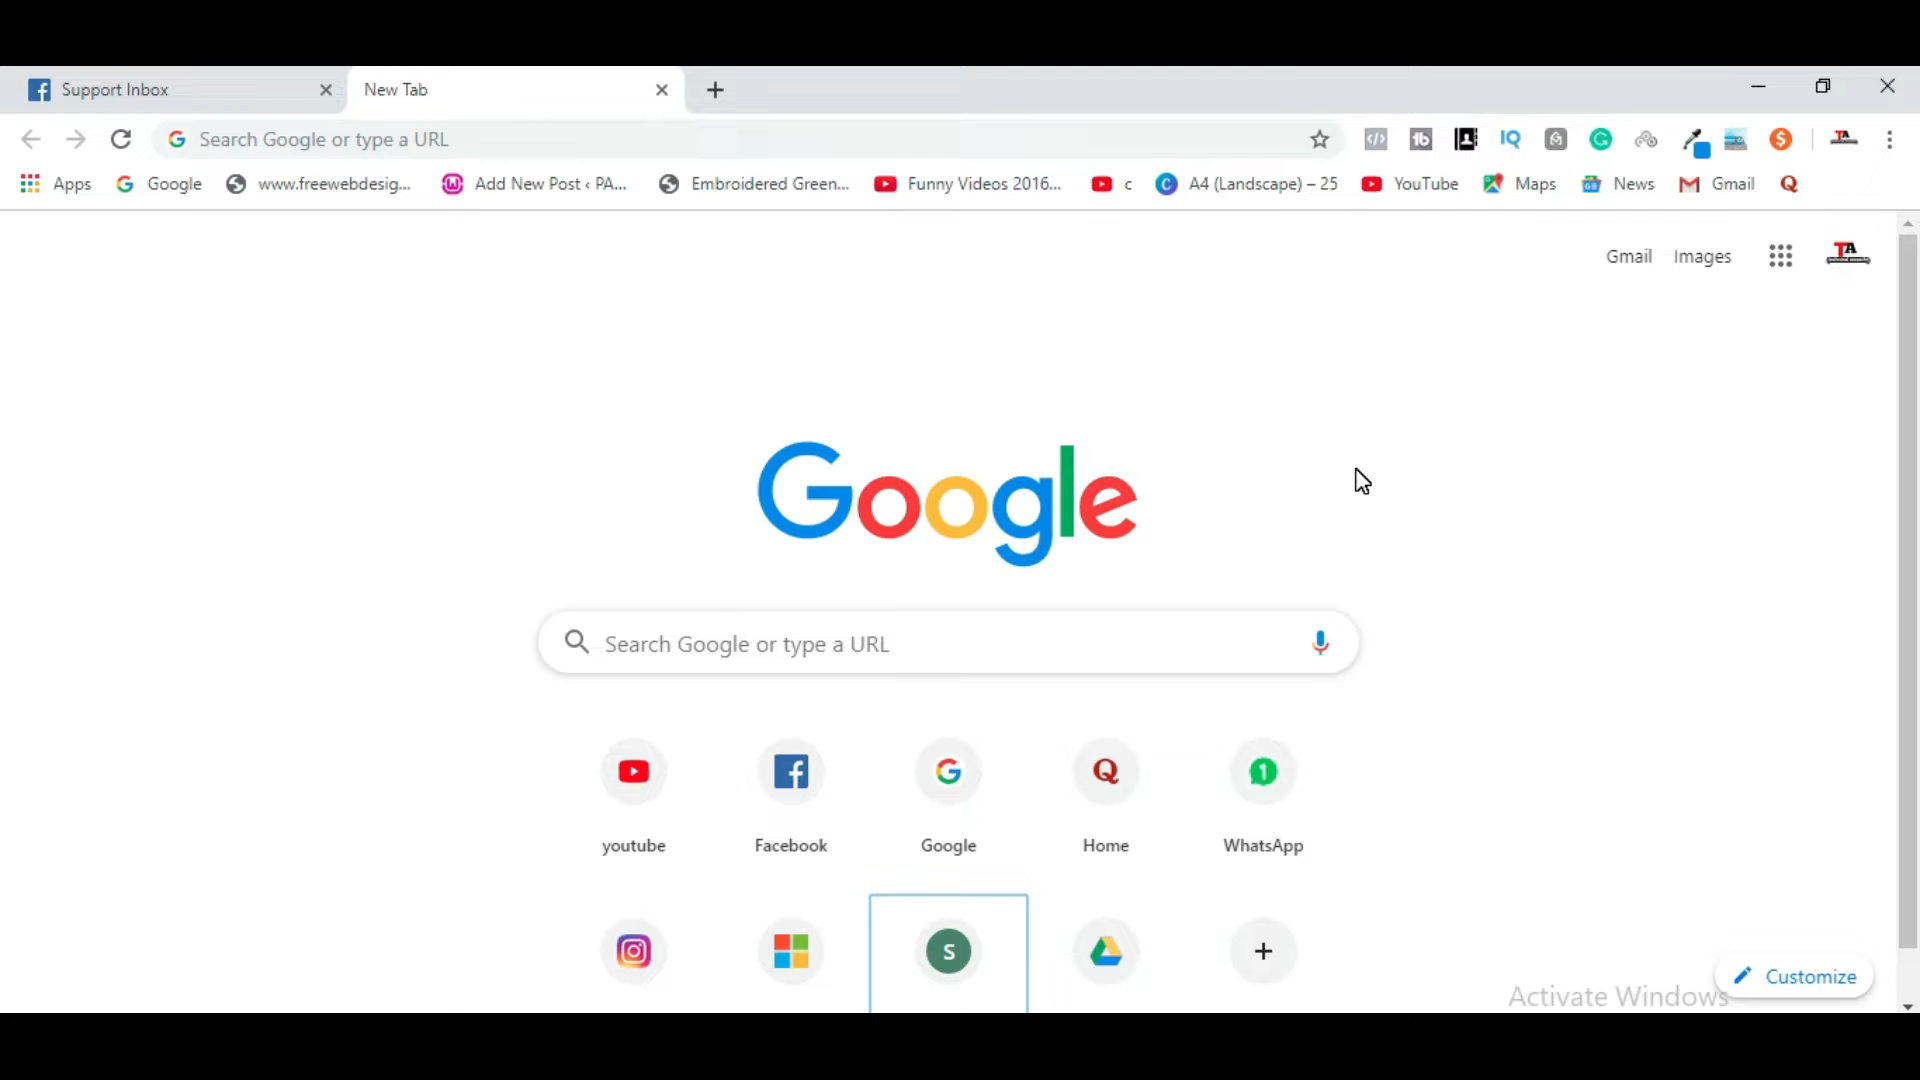 Support Inbox
New Tab
Search Google or type a URL
Apps
Google
www.freewebdesig...
Add New Post ‹ PA...
Embroidered Green...
Funny Videos 2016...
c
A4 (Landscape) – 25
YouTube
Maps
News
Gmail
Gmail
Images
TA
Google
Search Google or type a URL
youtube
Facebook
Google
Home
WhatsApp
S
Customize
Activate Windows